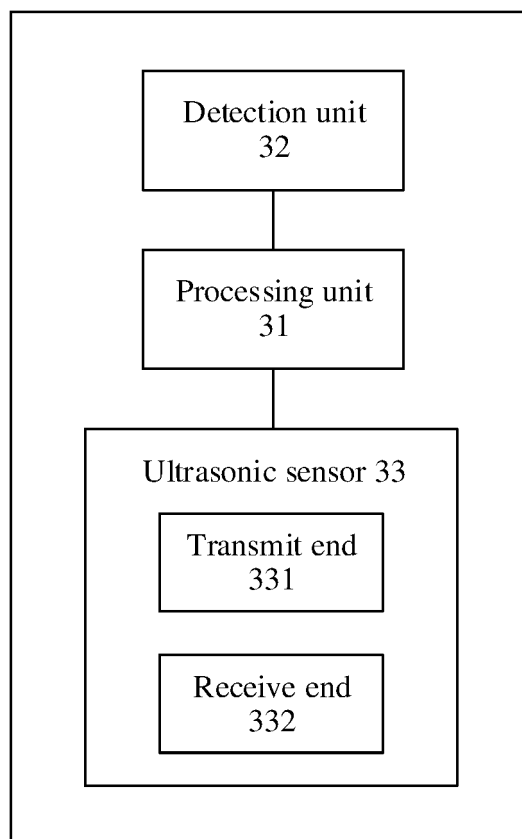 Detection unit
32
Processing unit
31
Ultrasonic sensor 33
Transmit end
331
Receive end
332